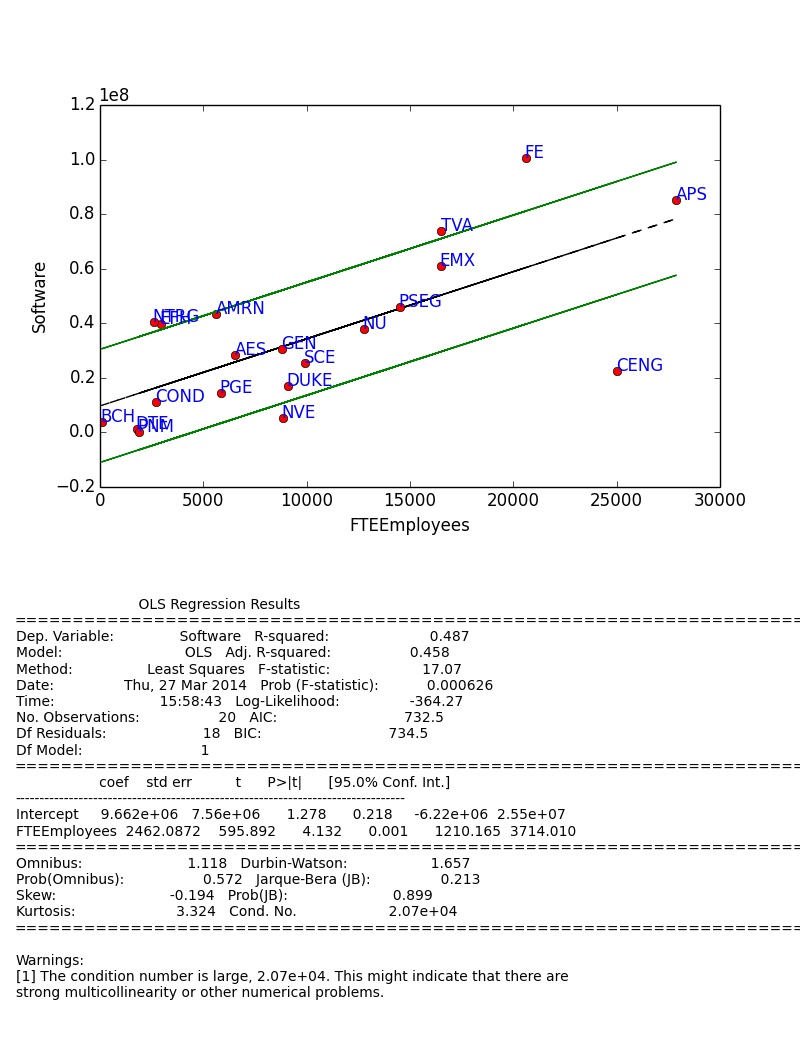 1e8
1.2
1.0
0.8
0.6
0.4
0.2
0.0
−0.2
Software
FE
APS
TVA
EMX
PSEG
AMRN
NU
GEN
AES
SCE
CENG
DUKE
PGE
COND
NVE
BCH
DTE
PNM
0 5000 10000 15000 20000 25000 30000
FTEEmployees
OLS Regression Results
==============================================================================
Dep. Variable: Software R-squared: 0.487
Model: OLS Adj. R-squared: 0.458
Method: Least Squares F-statistic: 17.07
Date: Thu, 27 Mar 2014 Prob (F-statistic): 0.000626
Time: 15:58:43 Log-Likelihood: -364.27
No. Observations: 20 AIC: 732.5
Df Residuals: 18 BIC: 734.5
Df Model: 1
==============================================================================
coef std err t P>|t| [95.0% Conf. Int.]
------------------------------------------------------------------------------
Intercept 9.662e+06 7.56e+06 1.278 0.218 -6.22e+06 2.55e+07
FTEEmployees 2462.0872 595.892 4.132 0.001 1210.165 3714.010
==============================================================================
Omnibus: 1.118 Durbin-Watson: 1.657
Prob(Omnibus): 0.572 Jarque-Bera (JB): 0.213
Skew: -0.194 Prob(JB): 0.899
Kurtosis: 3.324 Cond. No. 2.07e+04
==============================================================================
Warnings:
[1] The condition number is large, 2.07e+04. This might indicate that there are
strong multicollinearity or other numerical problems.